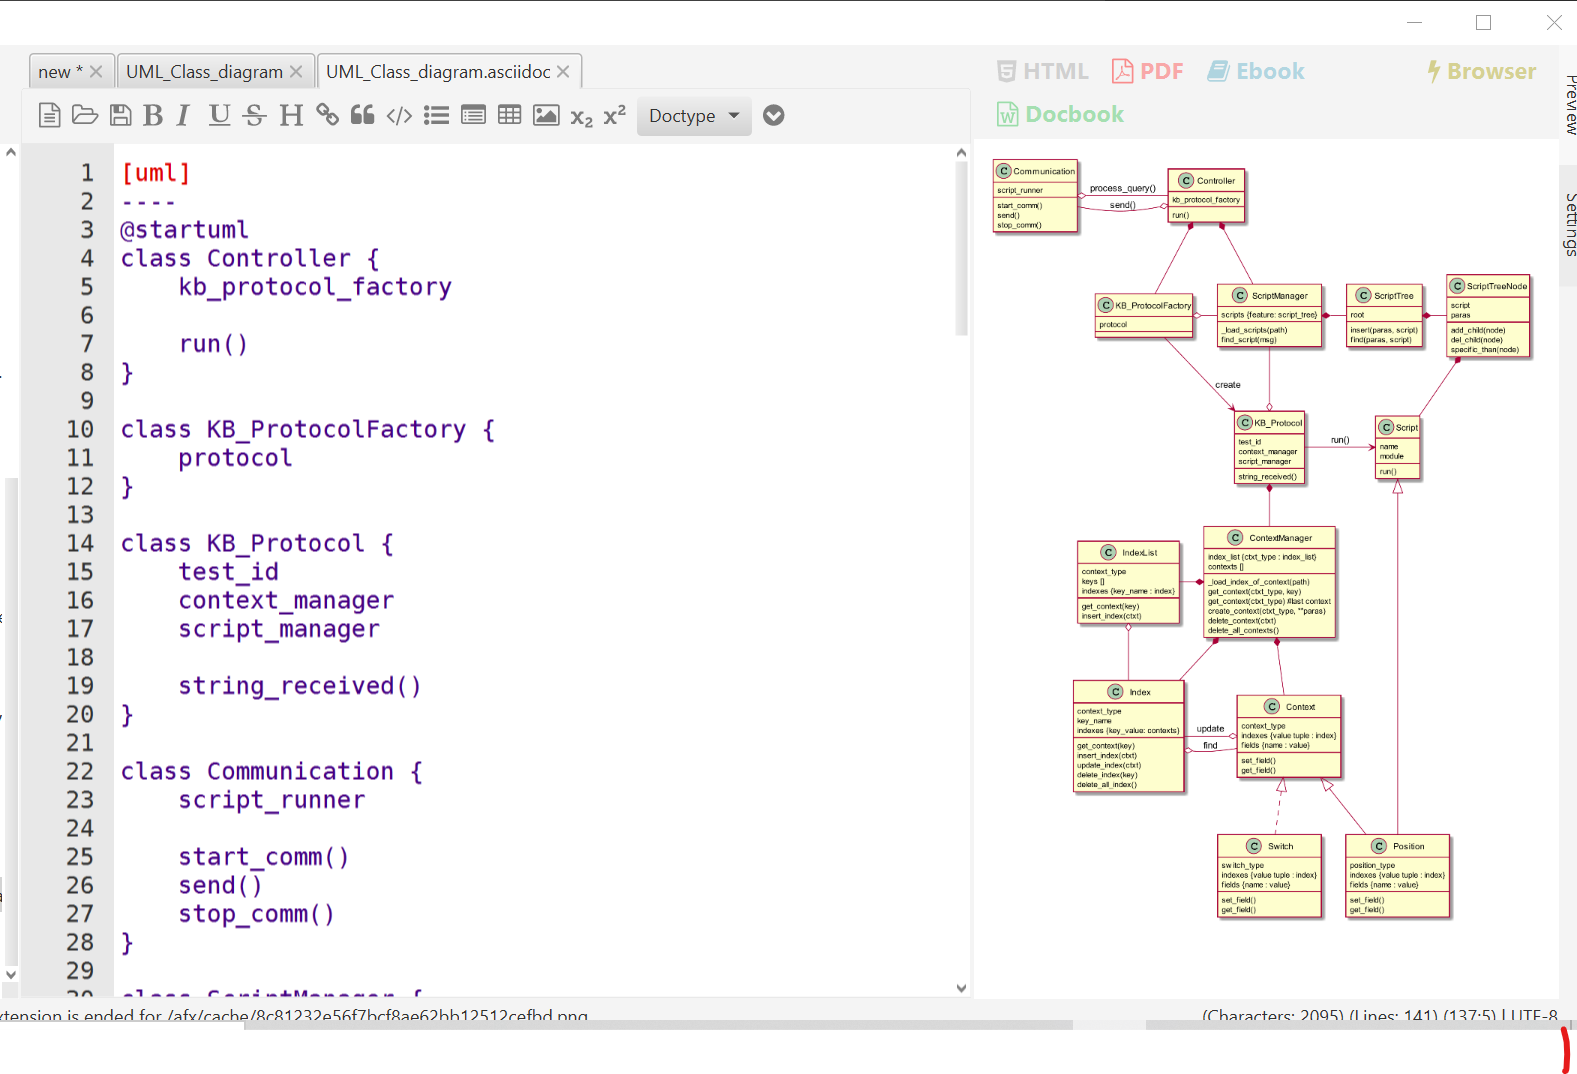 new *
UML_Class_diagram
UML_Class_diagram.asciidoc
HTML
PDF
Ebook
Browser
Docbook
Preview
Settings
B I U S H </> x2 x2
Doctype
1 [uml]
2 ----
3 @startuml
4 class Controller {
5 kb_protocol_factory
6
7 run()
8 }
9
10 class KB_ProtocolFactory {
11 protocol
12 }
13
14 class KB_Protocol {
15 test_id
16 context_manager
17 script_manager
18
19 string_received()
20 }
21
22 class Communication {
23 script_runner
24
25 start_comm()
26 send()
27 stop_comm()
28 }
29
30 class ScriptManager {
C Communication
script_runner
start_comm()
send()
stop_comm()
process_query()
send()
C Controller
kb_protocol_factory
run()
C KB_ProtocolFactory
protocol
C ScriptManager
scripts {feature: script_tree}
_load_scripts(path)
find_script(msg)
C ScriptTree
root
insert(paras, script)
find(paras, script)
C ScriptTreeNode
script
paras
add_child(node)
del_child(node)
specific_than(node)
create
C KB_Protocol
test_id
context_manager
script_manager
string_received()
run()
C Script
name
module
run()
C IndexList
context_type
keys []
indexes {key_name : index}
get_context(key)
insert_index(ctxt)
C ContextManager
index_list {ctxt_type : index_list}
contexts []
_load_index_of_context(path)
get_context(ctxt_type, key)
get_context(ctxt_type) #last context
create_context(ctxt_type, **paras)
delete_context(ctxt)
delete_all_contexts()
C Index
context_type
key_name
indexes {key_value: contexts}
get_context(key)
insert_index(ctxt)
update_index(ctxt)
delete_index(key)
delete_all_index()
update
find
C Context
context_type
indexes {value tuple : index}
fields {name : value}
set_field()
get_field()
C Switch
switch_type
indexes {value tuple : index}
fields {name : value}
set_field()
get_field()
C Position
position_type
indexes {value tuple : index}
fields {name : value}
set_field()
get_field()
xtension is ended for /afx/cache/8c81232e56f7bcf8ae62bb12512cefbd.png
(Characters: 2095) (Lines: 141) (137:5) | UTF-8